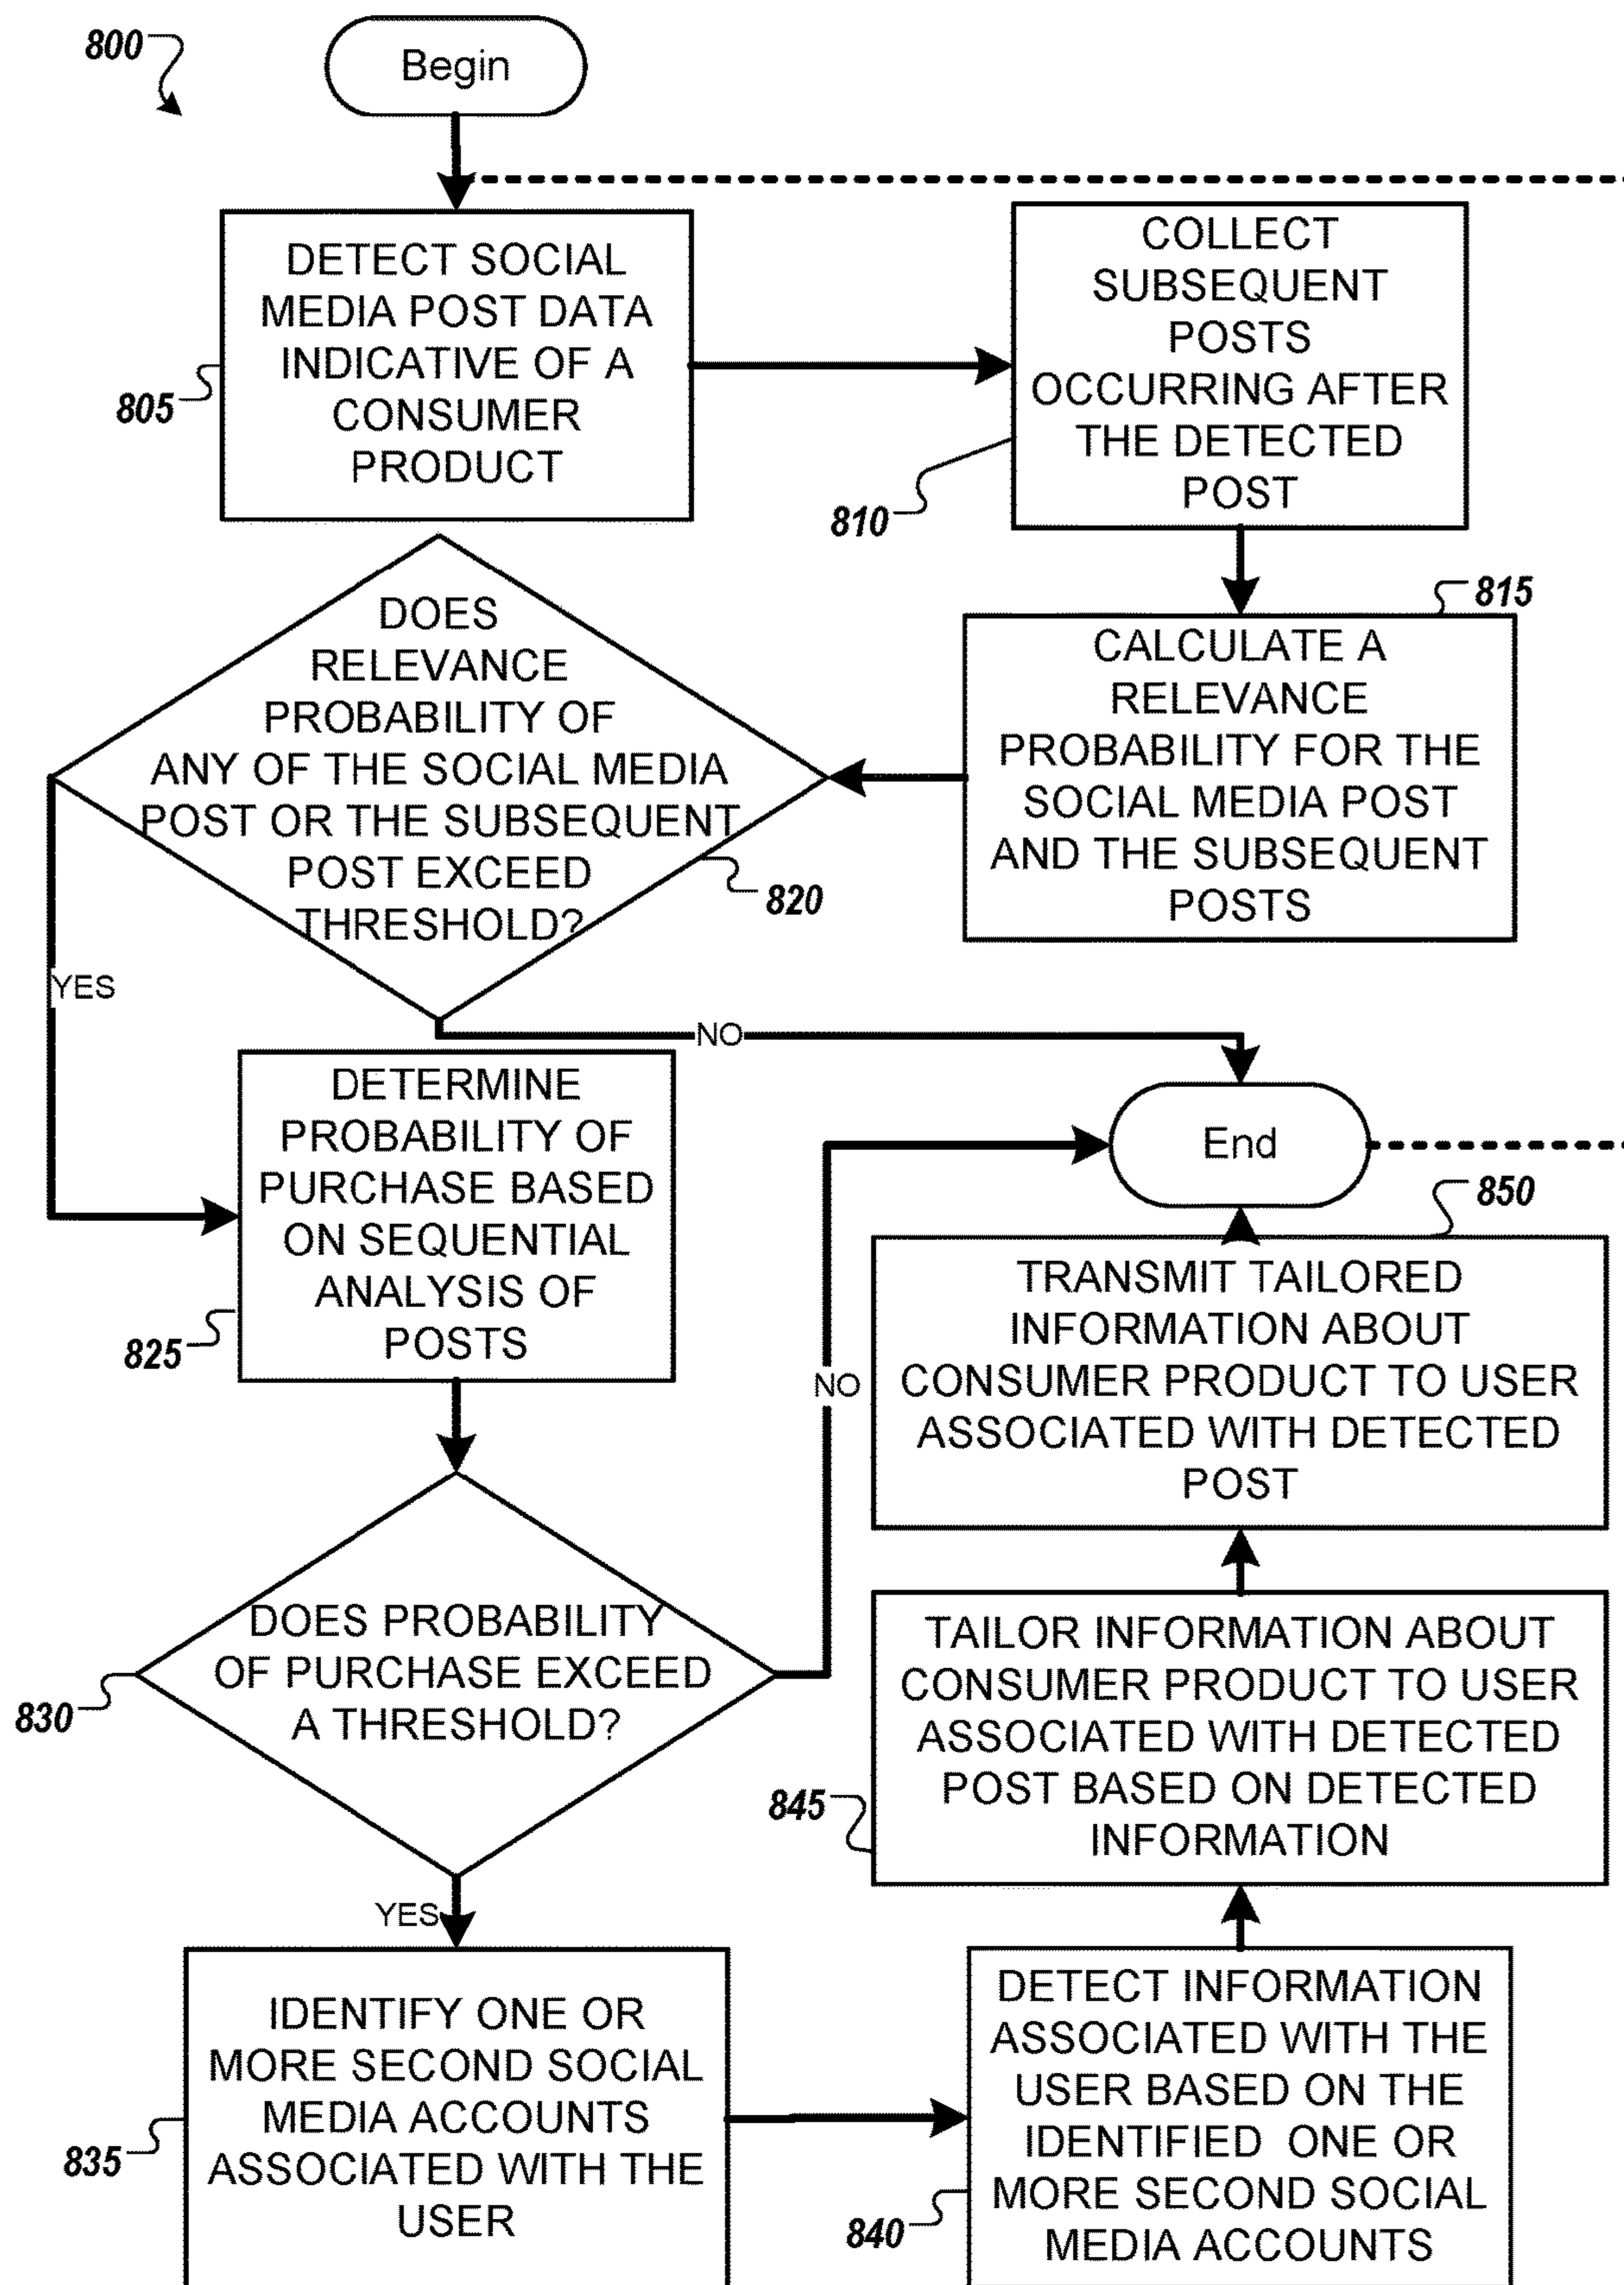 800
Begin
DETECT SOCIAL
MEDIA POST DATA
INDICATIVE OF A
CONSUMER
PRODUCT
805
COLLECT
SUBSEQUENT
POSTS
OCCURRING AFTER
THE DETECTED
POST
810
815
CALCULATE A
RELEVANCE
PROBABILITY FOR THE
SOCIAL MEDIA POST
AND THE SUBSEQUENT
POSTS
DOES
RELEVANCE
PROBABILITY OF
ANY OF THE SOCIAL MEDIA
POST OR THE SUBSEQUENT
POST EXCEED
THRESHOLD?
820
YES
NO
DETERMINE
PROBABILITY OF
PURCHASE BASED
ON SEQUENTIAL
ANALYSIS OF
POSTS
825
End
850
TRANSMIT TAILORED
INFORMATION ABOUT
CONSUMER PRODUCT TO USER
ASSOCIATED WITH DETECTED
POST
NO
DOES PROBABILITY
OF PURCHASE EXCEED
A THRESHOLD?
830
TAILOR INFORMATION ABOUT
CONSUMER PRODUCT TO USER
ASSOCIATED WITH DETECTED
POST BASED ON DETECTED
INFORMATION
845
YES
IDENTIFY ONE OR
MORE SECOND SOCIAL
MEDIA ACCOUNTS
ASSOCIATED WITH THE
USER
835
DETECT INFORMATION
ASSOCIATED WITH THE
USER BASED ON THE
IDENTIFIED ONE OR
MORE SECOND SOCIAL
MEDIA ACCOUNTS
840